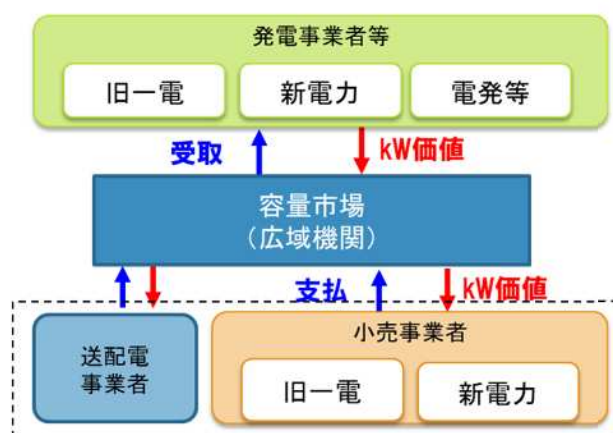 発電事業者等
旧一電
新電力
電発等
受取
kW価値
容量市場
（広域機関）
支払
kW価値
送配電
事業者
小売事業者
旧一電
新電力